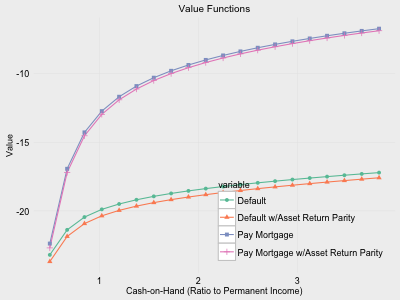 Value Functions
-10
-15
-20
Value
variable
Default
Default w/Asset Return Parity
Pay Mortgage
Pay Mortgage w/Asset Return Parity
1 2 3
Cash-on-Hand (Ratio to Permanent Income)